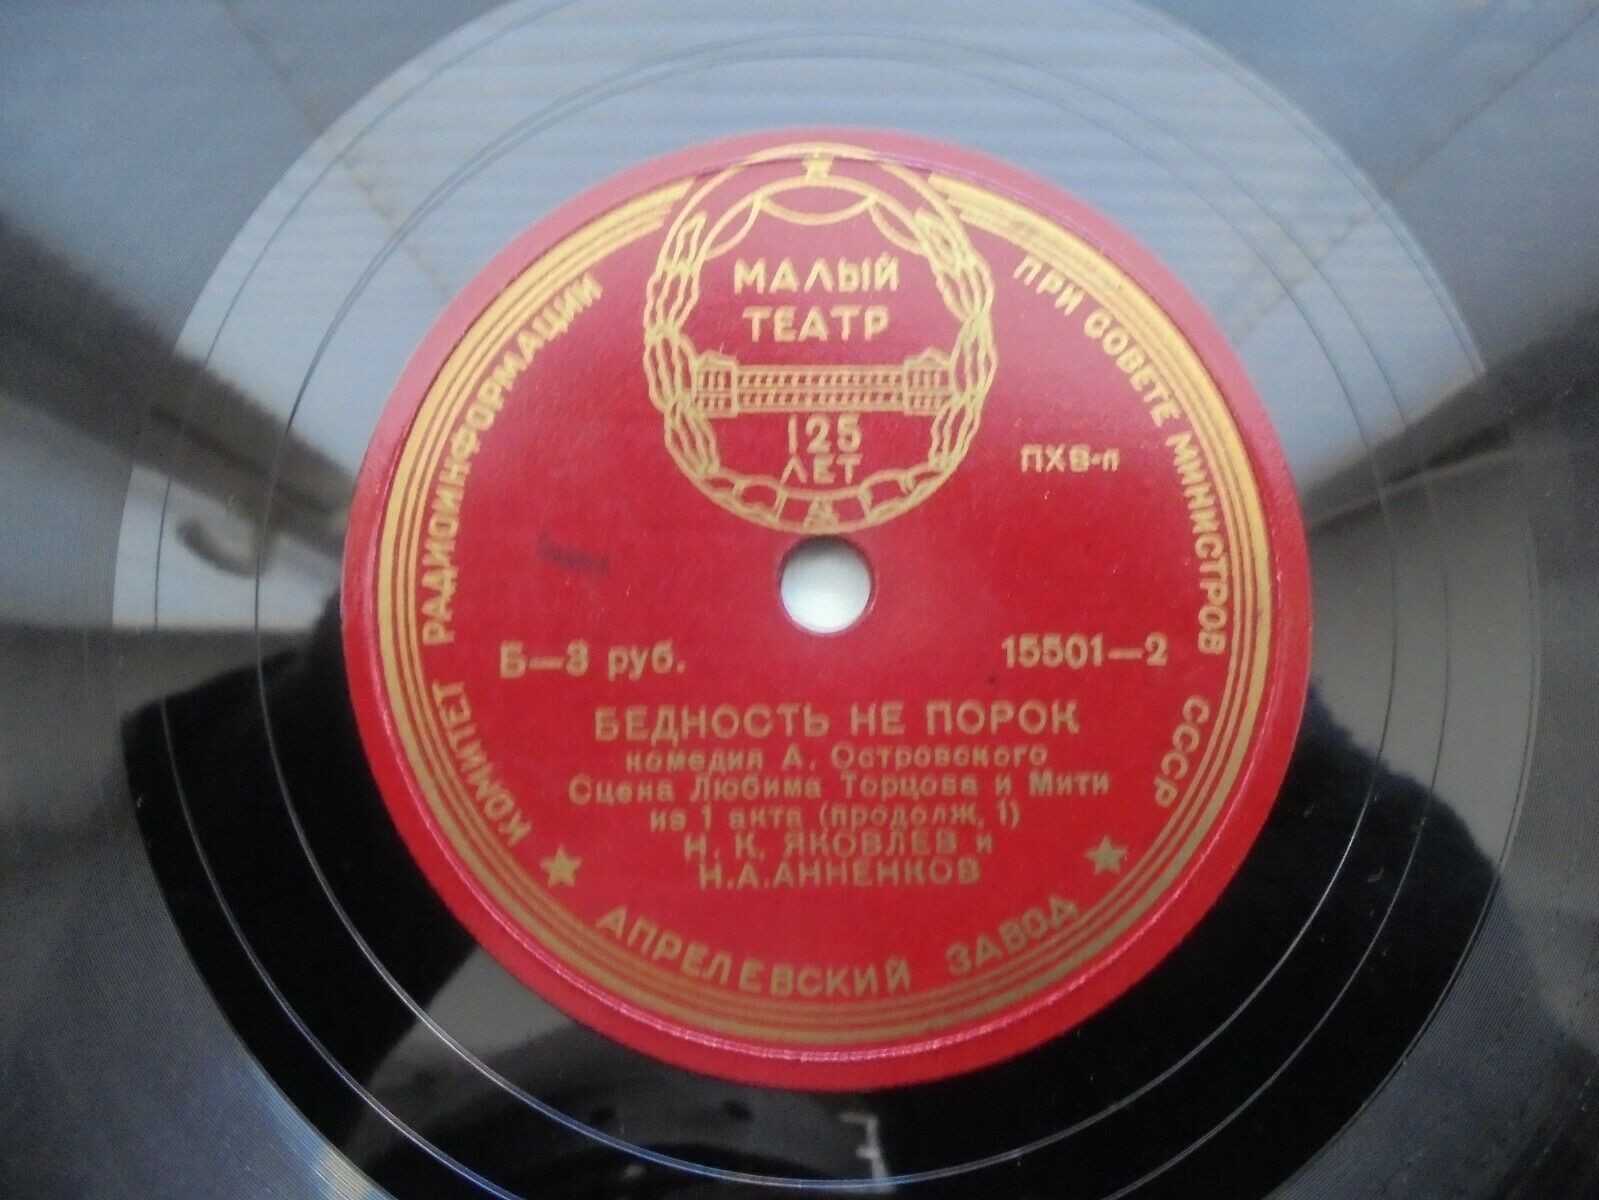 МАЛЫЙ
ТЕАТР
125
ЛЕТ
КОМИТЕТ РАДИОИНФОРМАЦИИ ПРИ СОВЕТЕ МИНИСТРОВ СССР
ПХВ-п
Б—3 руб.
15501—2
БЕДНОСТЬ НЕ ПОРОК
комедия А. Островского
Сцена Любима Торцова и Мити
из 1 акта (продолж. 1)
Н. К. ЯКОВЛЕВ и
Н.А.АННЕНКОВ
АПРЕЛЕВСКИЙ ЗАВОД